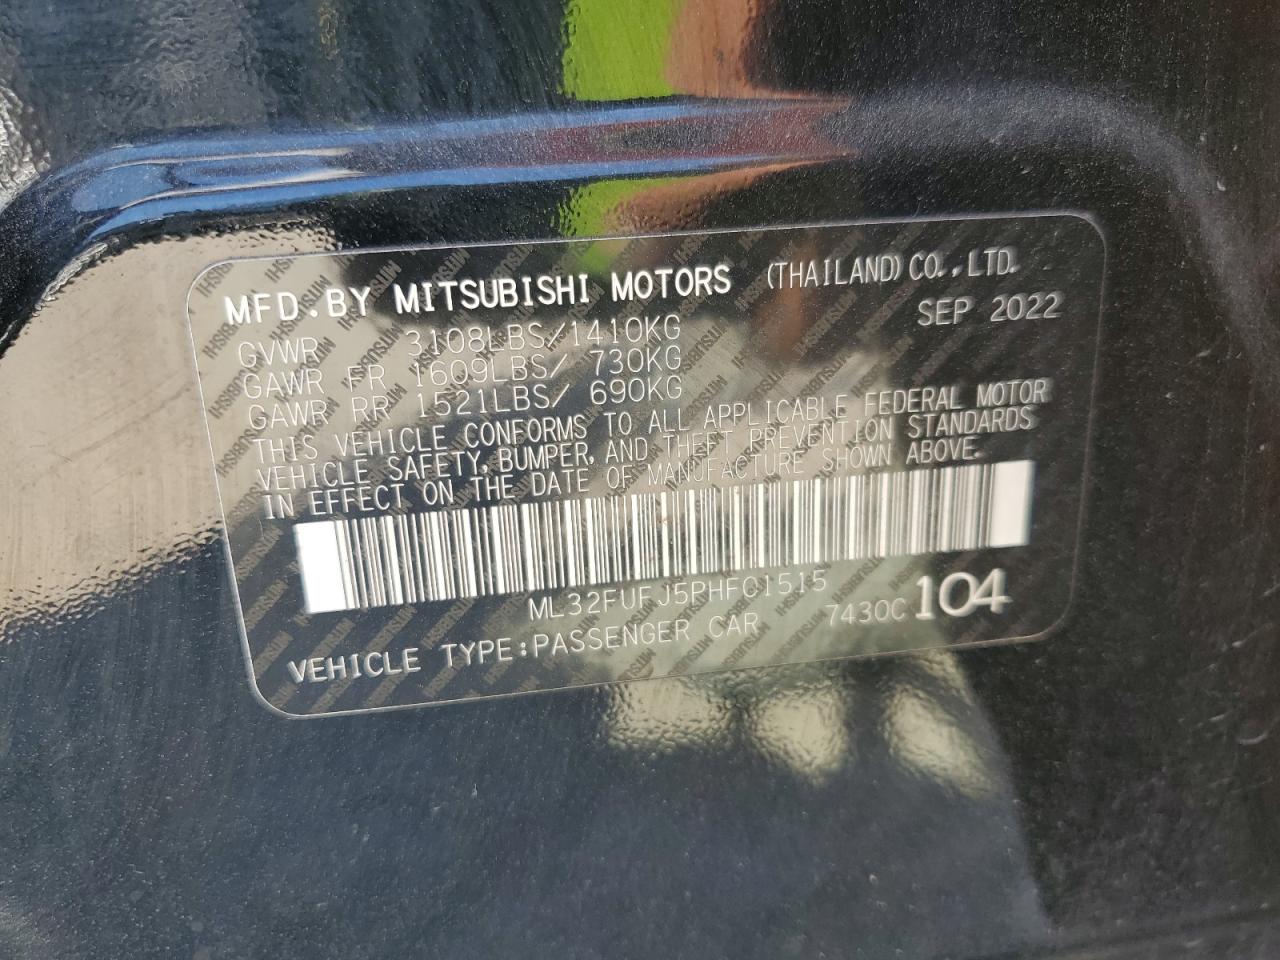 MFD. BY MITSUBISHI MOTORS (THAILAND) CO., LTD.
SEP 2022
GVWR 3108LBS/1410KG
GAWR FR 1609LBS/ 730KG
GAWR RR 1521LBS/ 690KG
THIS VEHICLE CONFORMS TO ALL APPLICABLE FEDERAL MOTOR
VEHICLE SAFETY, BUMPER, AND THEFT PREVENTION STANDARDS
IN EFFECT ON THE DATE OF MANUFACTURE SHOWN ABOVE.
ML32FUFJ5PHF01515
VEHICLE TYPE:PASSENGER CAR 7430C 104